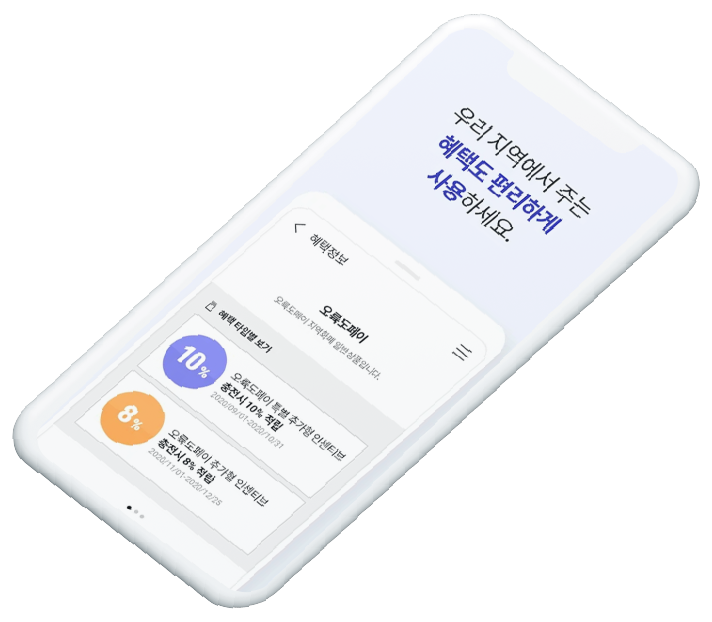 우리 지역에서 주는
혜택도 편리하게
사용하세요.
혜택정보
오륙도페이
오륙도페이 지역화폐 일반상품입니다.
혜택 타입별 보기
10%
오륙도페이 특별 추가형 인센티브
충전시 10% 적립
2020/09/01-2020/10/31
8%
오륙도페이 추가형 인센티브
충전시 8% 적립
2020/11/01-2020/12/25